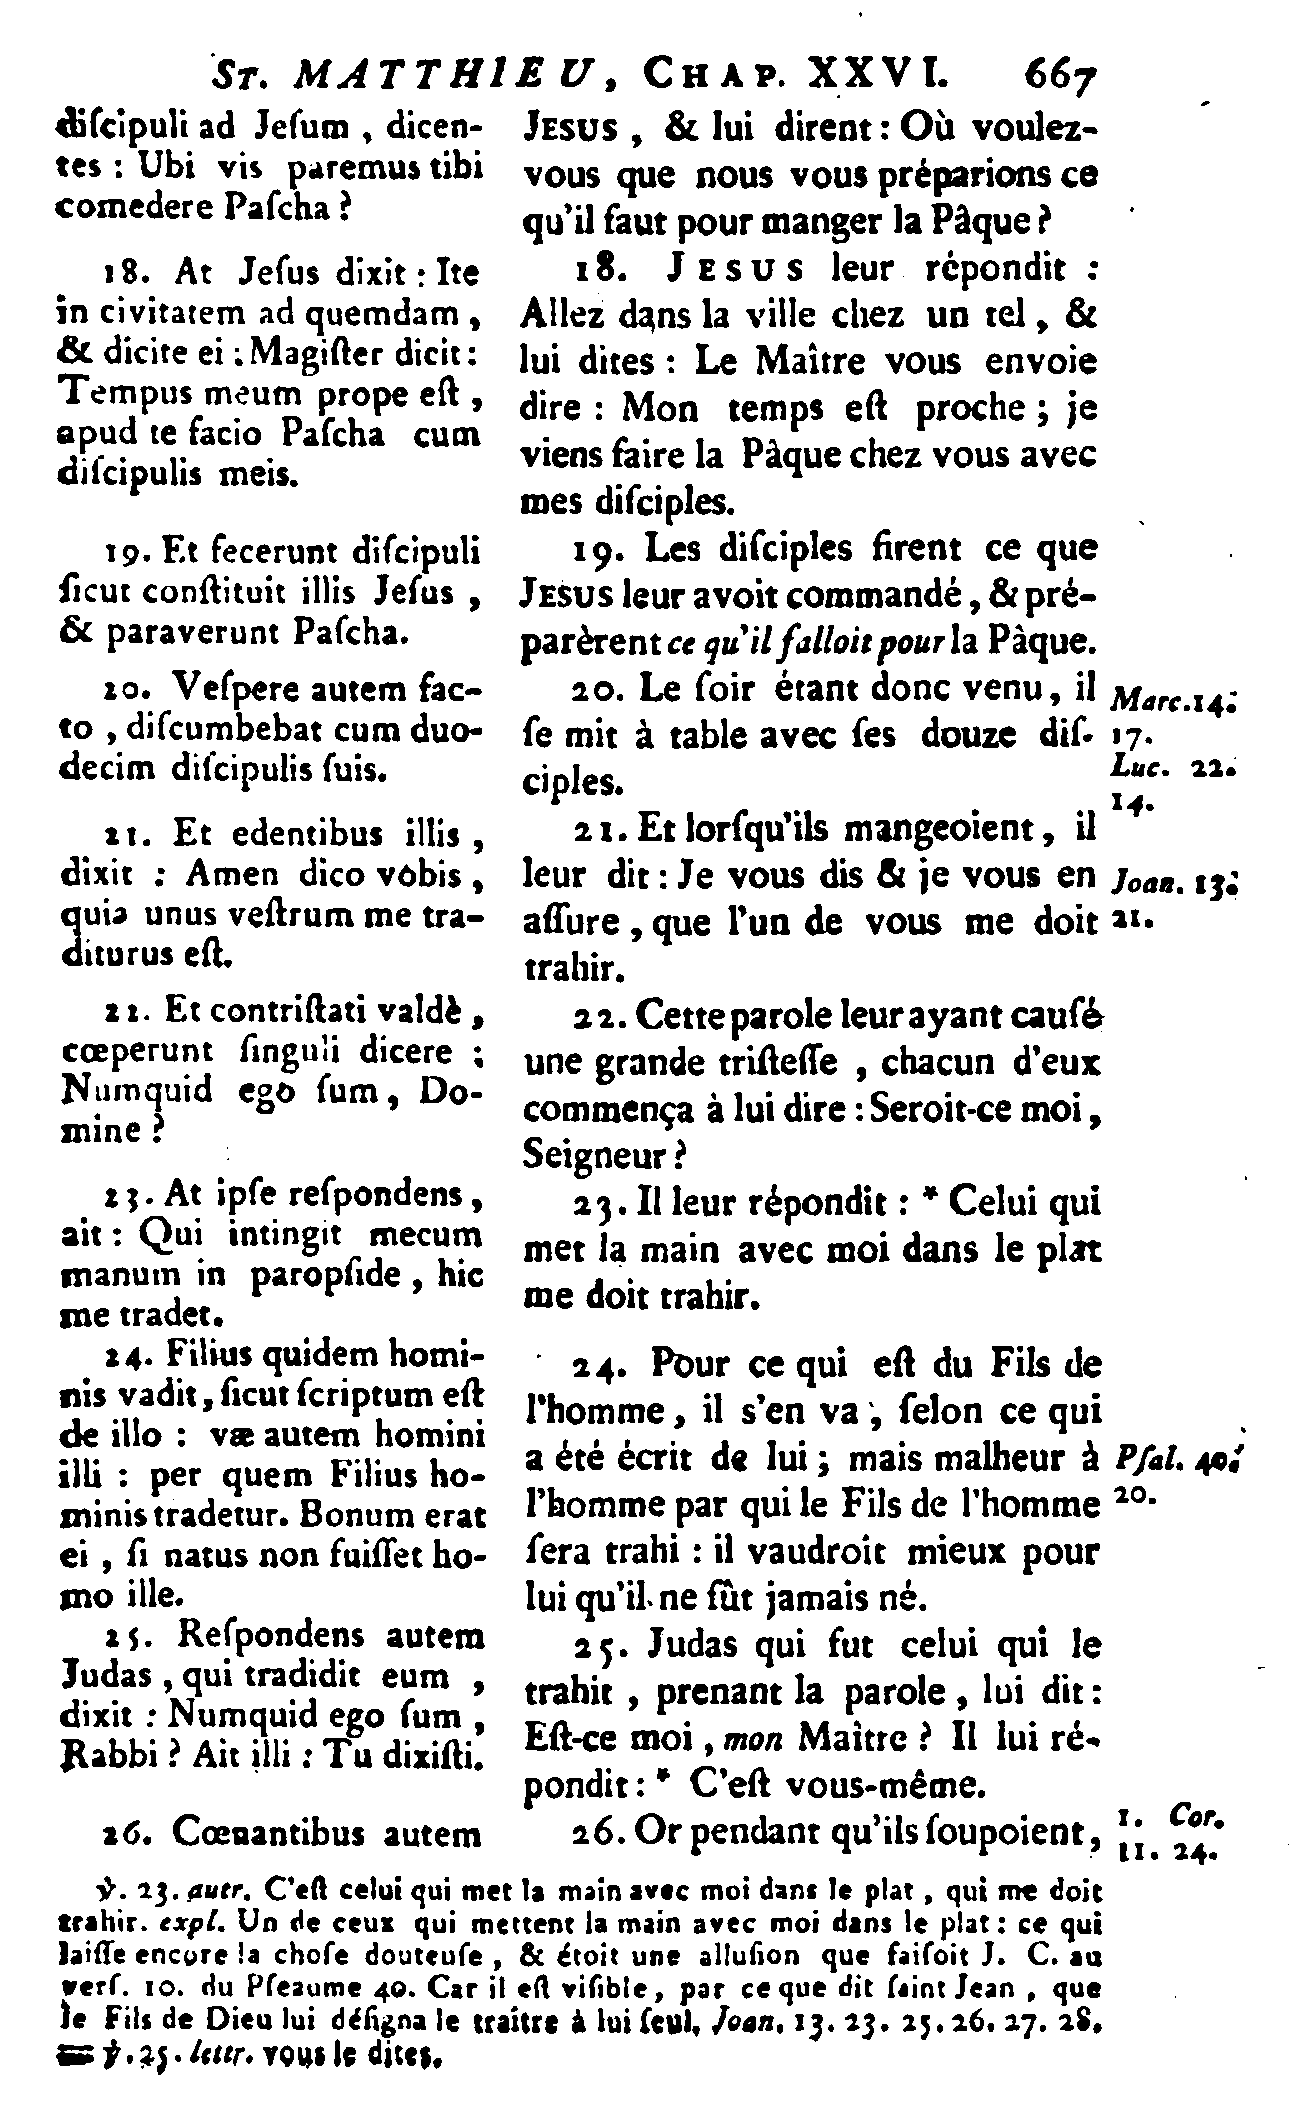 St. MATTHIEU, Chap. XXVI. 667
diſcipuli ad Jeſum, dicen-
tes : Ubi vis paremus tibi
comedere Paſcha ?
18. At Jeſus dixit : Ite
in civitatem ad quemdam,
& dicite ei : Magiſter dicit :
Tempus meum prope eſt,
apud te facio Paſcha cum
diſcipulis meis.
19. Et fecerunt diſcipuli
ſicut conſtituit illis Jeſus,
& paraverunt Paſcha.
20. Veſpere autem fac-
to, diſcumbebat cum duo-
decim diſcipulis ſuis.
21. Et edentibus illis,
dixit : Amen dico vobis,
quia unus veſtrum me tra-
diturus eſt.
22. Et contriſtati valdè,
cœperunt ſinguli dicere :
Numquid ego ſum, Do-
mine ?
23. At ipſe reſpondens,
ait : Qui intingit mecum
manum in paropſide, hic
me tradet.
24. Filius quidem homi-
nis vadit, ſicut ſcriptum eſt
de illo : væ autem homini
illi : per quem Filius ho-
minis tradetur. Bonum erat
ei, ſi natus non fuiſſet ho-
mo ille.
25. Reſpondens autem
Judas, qui tradidit eum,
dixit : Numquid ego ſum,
Rabbi ? Ait illi : Tu dixiſti.
26. Cœnantibus autem
JESUS, & lui dirent : Où voulez-
vous que nous vous préparions ce
qu'il faut pour manger la Pâque ?
18. JESUS leur répondit :
Allez dans la ville chez un tel, &
lui dites : Le Maître vous envoie
dire : Mon temps eſt proche ; je
viens faire la Pâque chez vous avec
mes diſciples.
19. Les diſciples firent ce que
JESUS leur avoit commandé, & pré-
parèrent ce qu'il falloit pour la Pâque.
20. Le ſoir étant donc venu, il
ſe mit à table avec ſes douze diſ-
ciples.
21. Et lorſqu'ils mangeoient, il
leur dit : Je vous dis & je vous en
aſſure, que l'un de vous me doit
trahir.
22. Cette parole leur ayant cauſé
une grande triſteſſe, chacun d'eux
commença à lui dire : Seroit-ce moi,
Seigneur ?
23. Il leur répondit : * Celui qui
met la main avec moi dans le plat
me doit trahir.
24. Pour ce qui eſt du Fils de
l'homme, il s'en va, ſelon ce qui
a été écrit de lui ; mais malheur à
l'homme par qui le Fils de l'homme
ſera trahi : il vaudroit mieux pour
lui qu'il ne fût jamais né.
25. Judas qui fut celui qui le
trahit, prenant la parole, lui dit :
Eſt-ce moi, mon Maître ? Il lui ré-
pondit : * C'eſt vous-même.
26. Or pendant qu'ils ſoupoient,
Marc. 14.
17.
Luc. 22.
14.
Joan. 13.
21.
Pſal. 40.
20.
1. Cor.
11. 24.
℣. 23. autr. C'eſt celui qui met la main avec moi dans le plat, qui me doit
trahir. expl. Un de ceux qui mettent la main avec moi dans le plat : ce qui
laiſſe encore la choſe douteuſe, & étoit une alluſion que faiſoit J. C. au
verſ. 10. du Pſeaume 40. Car il eſt viſible, par ce que dit ſaint Jean, que
le Fils de Dieu lui déſigna le traître à lui ſeul, Joan. 13. 23. 25. 26. 27. 28.
= ℣. 25. lettr. vous le dites.